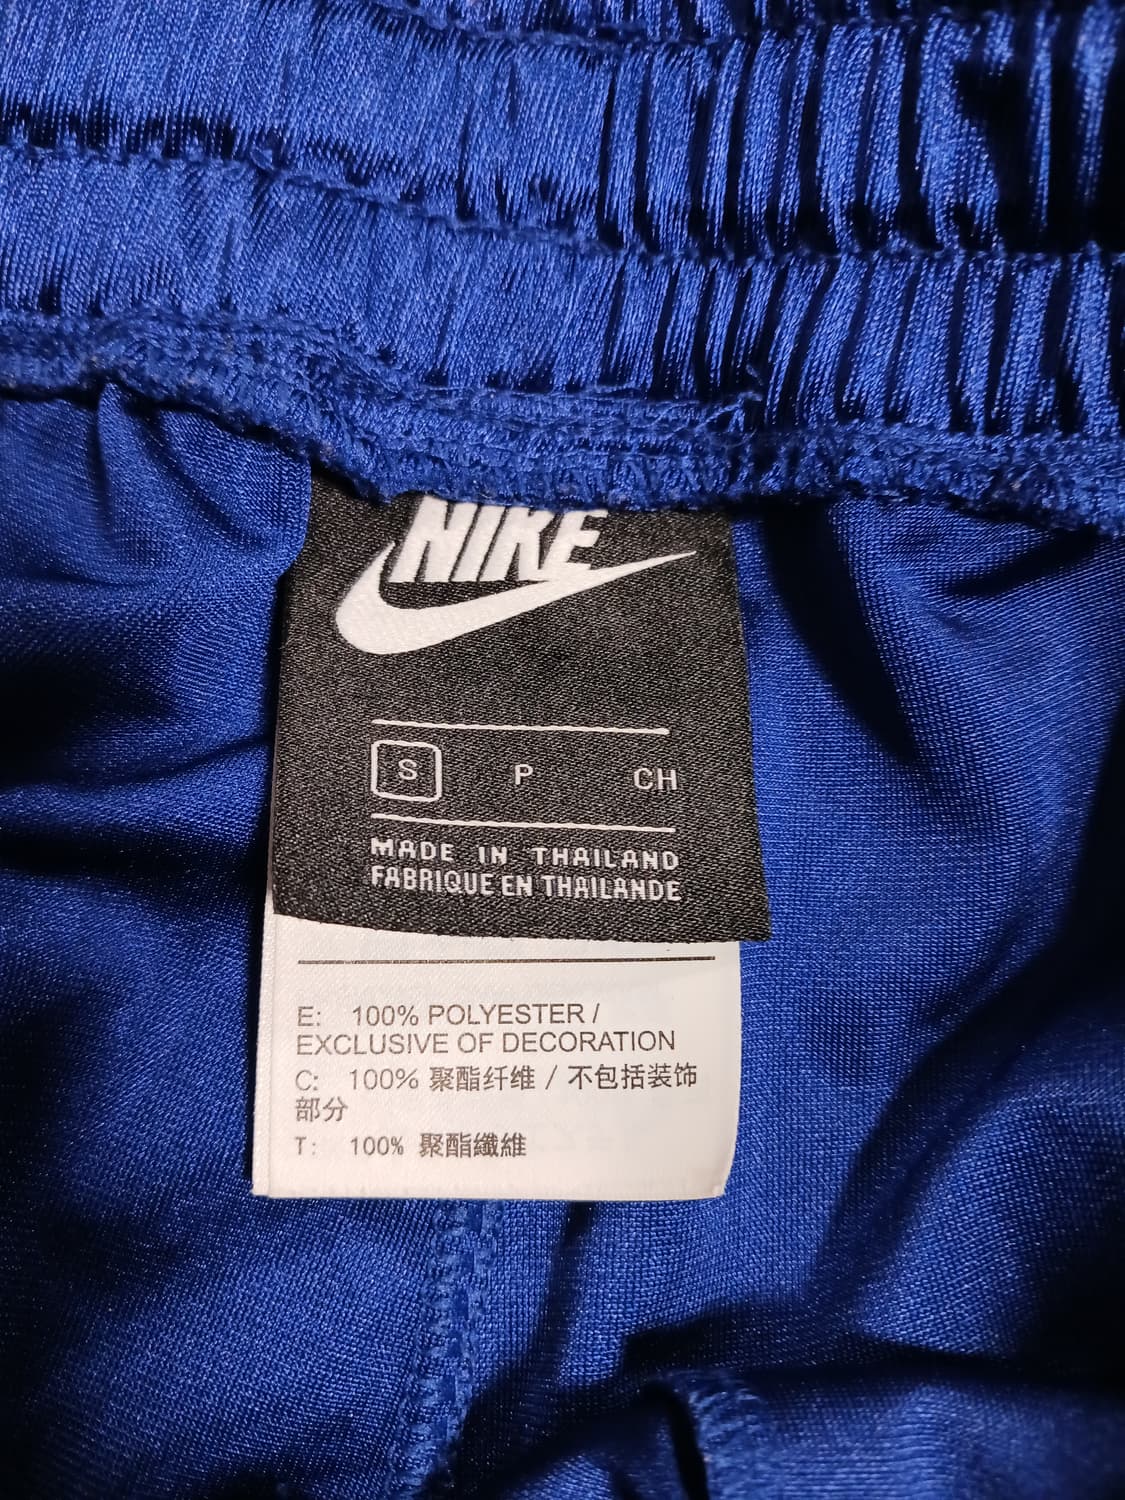 NIKE
S P CH
MADE IN THAILAND
FABRIQUE EN THAILANDE
E: 100% POLYESTER /
EXCLUSIVE OF DECORATION
C: 100% 聚酯纤维 / 不包括装饰
部分
T: 100% 聚酯纖維